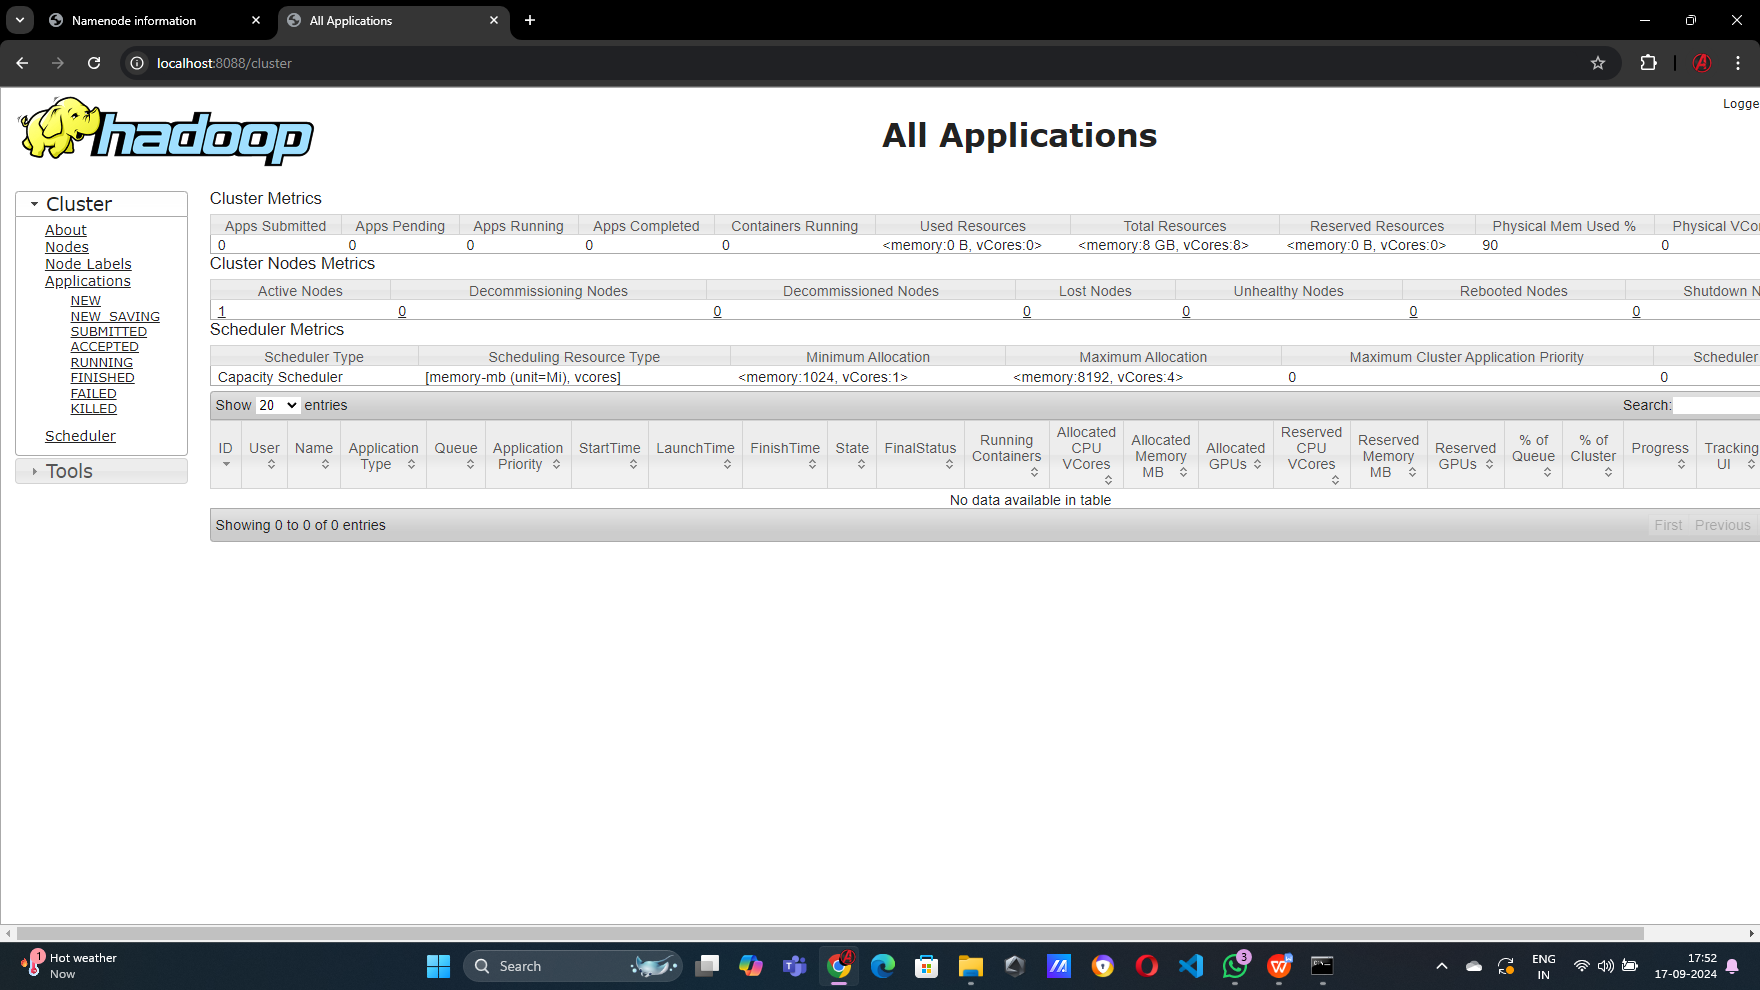 Namenode information
All Applications
localhost:8088/cluster
Logge
hadoop
All Applications
Cluster
About
Nodes
Node Labels
Applications
NEW
NEW_SAVING
SUBMITTED
ACCEPTED
RUNNING
FINISHED
FAILED
KILLED
Scheduler
Tools
Cluster Metrics
Apps Submitted Apps Pending Apps Running Apps Completed Containers Running Used Resources Total Resources Reserved Resources Physical Mem Used % Physical VCo
0 0 0 0 0 <memory:0 B, vCores:0> <memory:8 GB, vCores:8> <memory:0 B, vCores:0> 90 0
Cluster Nodes Metrics
Active Nodes Decommissioning Nodes Decommissioned Nodes Lost Nodes Unhealthy Nodes Rebooted Nodes Shutdown N
1 0 0 0 0 0 0
Scheduler Metrics
Scheduler Type Scheduling Resource Type Minimum Allocation Maximum Allocation Maximum Cluster Application Priority Scheduler
Capacity Scheduler [memory-mb (unit=Mi), vcores] <memory:1024, vCores:1> <memory:8192, vCores:4> 0 0
Show 20 entries Search:
ID User Name Application Type Queue Application Priority StartTime LaunchTime FinishTime State FinalStatus Running Containers Allocated CPU VCores Allocated Memory MB Allocated GPUs Reserved CPU VCores Reserved Memory MB Reserved GPUs % of Queue % of Cluster Progress Tracking UI
No data available in table
Showing 0 to 0 of 0 entries First Previous
1
Hot weather
Now
Search
3
ENG
IN
17:52
17-09-2024